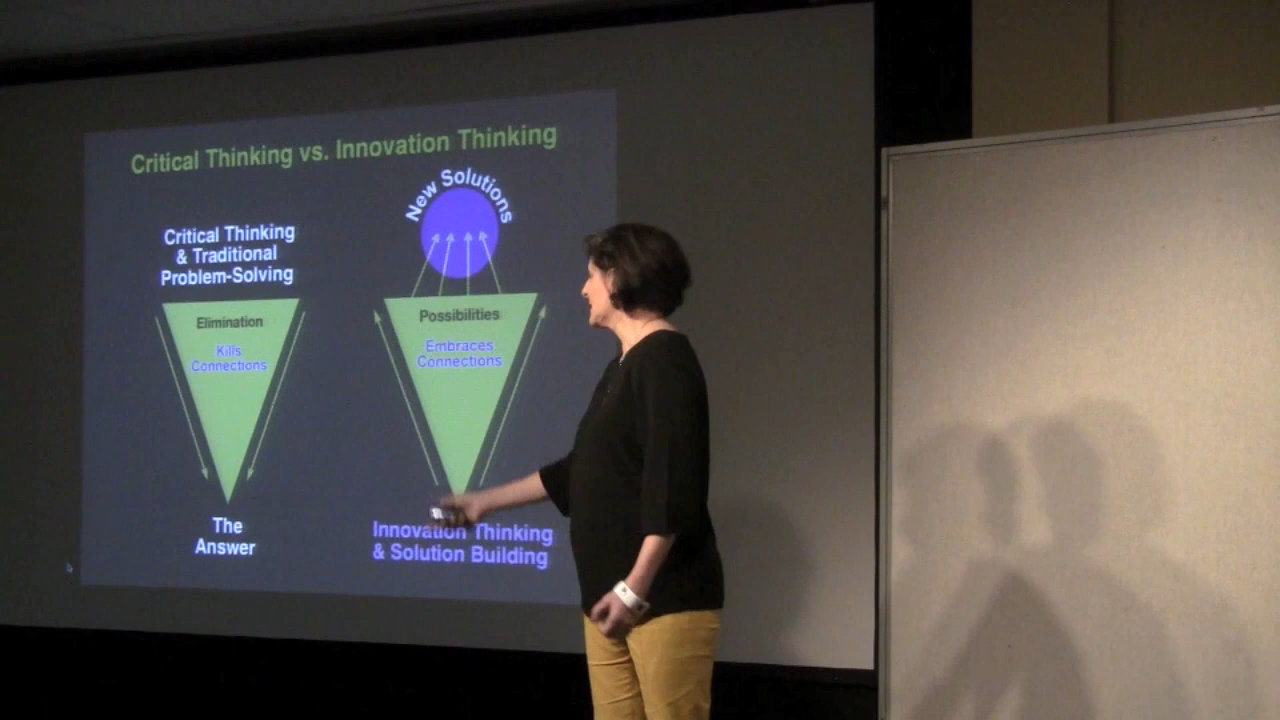 Critical Thinking vs. Innovation Thinking
Critical Thinking
& Traditional
Problem-Solving
Elimination
Kills
Connections
The
Answer
New Solutions
Possibilities
Embraces
Connections
Innovation Thinking
& Solution Building